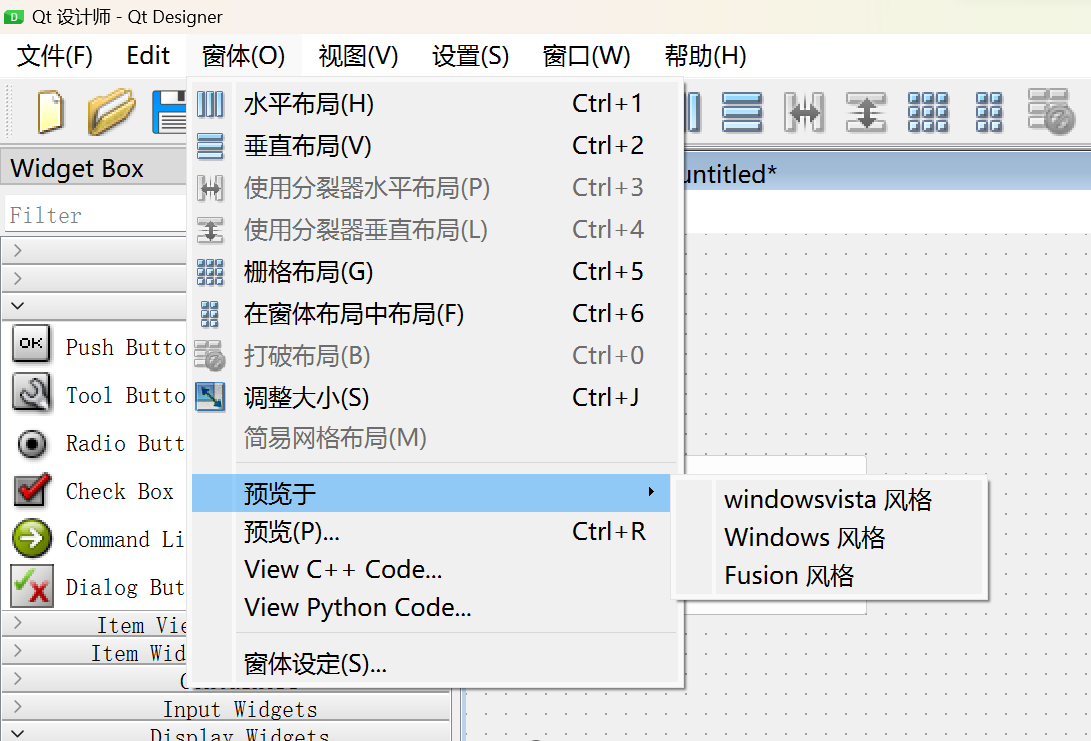 Qt 设计师 - Qt Designer
文件(F) Edit 窗体(O) 视图(V) 设置(S) 窗口(W) 帮助(H)
水平布局(H) Ctrl+1
垂直布局(V) Ctrl+2
使用分裂器水平布局(P) Ctrl+3
使用分裂器垂直布局(L) Ctrl+4
栅格布局(G) Ctrl+5
在窗体布局中布局(F) Ctrl+6
打破布局(B) Ctrl+0
调整大小(S) Ctrl+J
简易网格布局(M)
预览于
预览(P)... Ctrl+R
View C++ Code...
View Python Code...
窗体设定(S)...
windowsvista 风格
Windows 风格
Fusion 风格
untitled*
Widget Box
Filter
OK
Push Butto
Tool Butto
Radio Butt
Check Box
Command Li
Dialog But
Item Vie
Item Wid
Input Widgets
Display Widgets